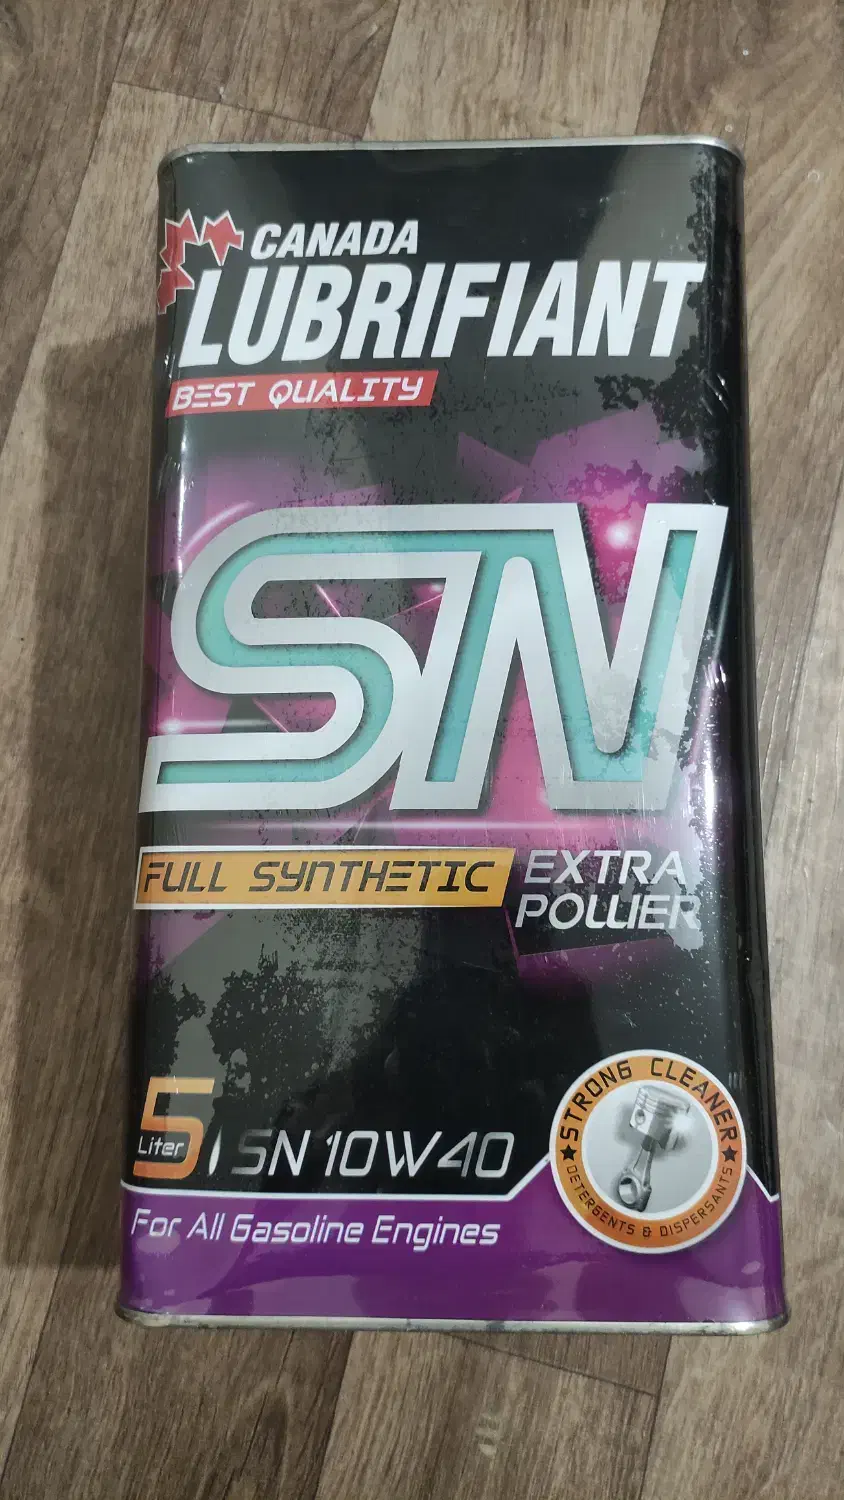 CANADA
LUBRIFIANT
BEST QUALITY
SN
FULL SYNTHETIC
EXTRA
POWER
5
Liter
SN 10W40
For All Gasoline Engines
STRONG CLEANER
DETERGENTS & DISPERSANTS